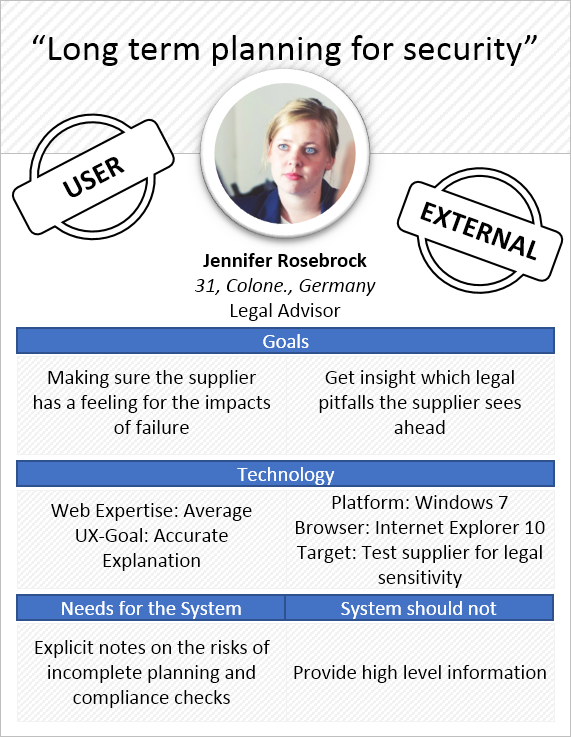 “Long term planning for security”
USER
EXTERNAL
Jennifer Rosebrock
31, Colone., Germany
Legal Advisor
Goals
Making sure the supplier
has a feeling for the impacts
of failure
Get insight which legal
pitfalls the supplier sees
ahead
Technology
Web Expertise: Average
UX-Goal: Accurate
Explanation
Platform: Windows 7
Browser: Internet Explorer 10
Target: Test supplier for legal
sensitivity
Needs for the System
System should not
Explicit notes on the risks of
incomplete planning and
compliance checks
Provide high level information